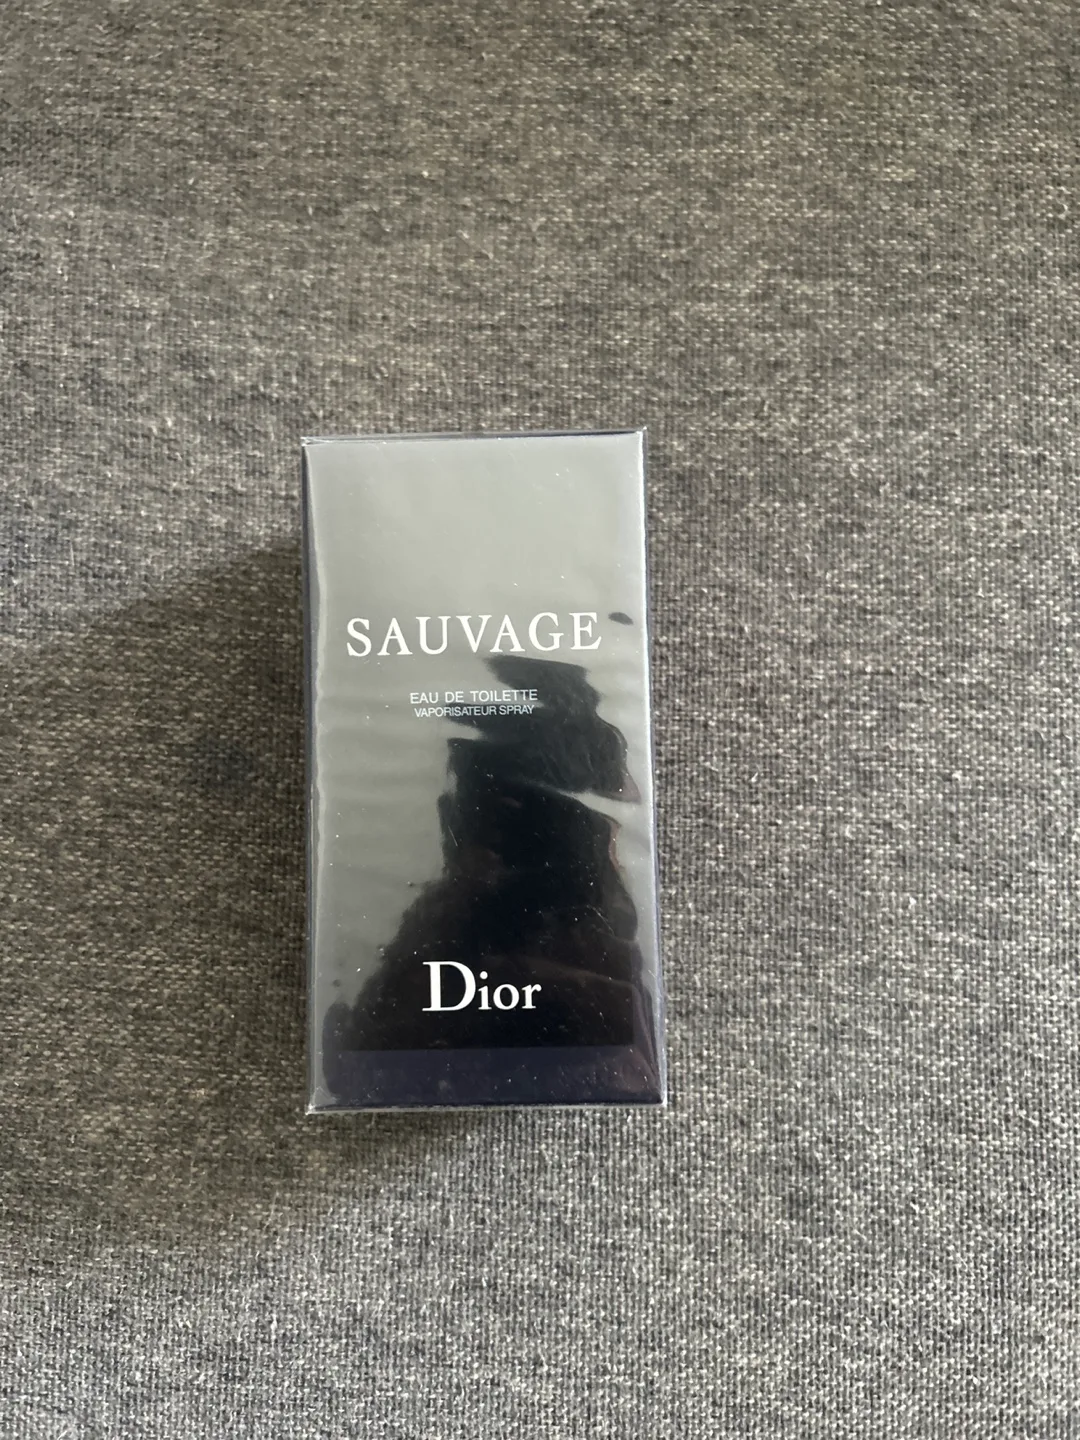 SAUVAGE
EAU DE TOILETTE
VAPORISATEUR SPRAY
Dior